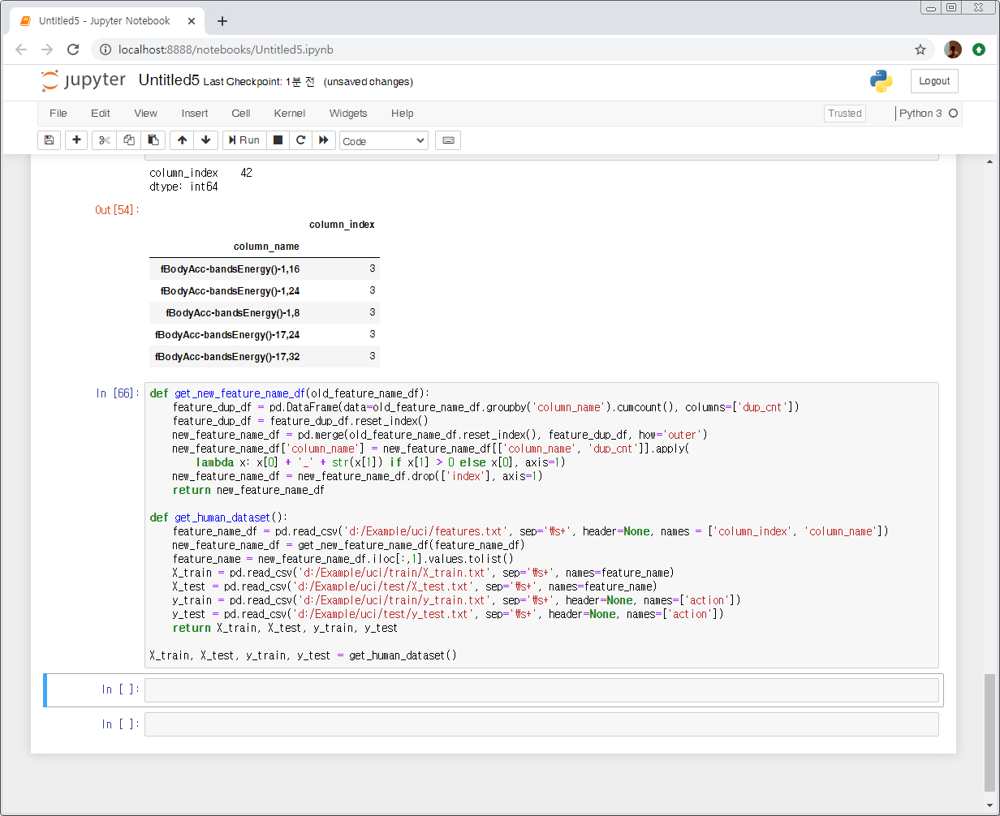 Untitled5 - Jupyter Notebook
localhost:8888/notebooks/Untitled5.ipynb
jupyter Untitled5 Last Checkpoint: 1분 전 (unsaved changes)
Logout
File Edit View Insert Cell Kernel Widgets Help
Trusted
Python 3
Run
Code
column_index 42
dtype: int64
Out [54]:
column_index
column_name
fBodyAcc-bandsEnergy()-1,16 3
fBodyAcc-bandsEnergy()-1,24 3
fBodyAcc-bandsEnergy()-1,8 3
fBodyAcc-bandsEnergy()-17,24 3
fBodyAcc-bandsEnergy()-17,32 3
In [66]: def get_new_feature_name_df(old_feature_name_df):
feature_dup_df = pd.DataFrame(data=old_feature_name_df.groupby('column_name').cumcount(), columns=['dup_cnt'])
feature_dup_df = feature_dup_df.reset_index()
new_feature_name_df = pd.merge(old_feature_name_df.reset_index(), feature_dup_df, how='outer')
new_feature_name_df['column_name'] = new_feature_name_df[['column_name', 'dup_cnt']].apply(
lambda x: x[0] + '_' + str(x[1]) if x[1] > 0 else x[0], axis=1)
new_feature_name_df = new_feature_name_df.drop(['index'], axis=1)
return new_feature_name_df
def get_human_dataset():
feature_name_df = pd.read_csv('d:/Example/uci/features.txt', sep='₩s+', header=None, names = ['column_index', 'column_name'])
new_feature_name_df = get_new_feature_name_df(feature_name_df)
feature_name = new_feature_name_df.iloc[:,1].values.tolist()
X_train = pd.read_csv('d:/Example/uci/train/X_train.txt', sep='₩s+', names=feature_name)
X_test = pd.read_csv('d:/Example/uci/test/X_test.txt', sep='₩s+', names=feature_name)
y_train = pd.read_csv('d:/Example/uci/train/y_train.txt', sep='₩s+', header=None, names=['action'])
y_test = pd.read_csv('d:/Example/uci/test/y_test.txt', sep='₩s+', header=None, names=['action'])
return X_train, X_test, y_train, y_test
X_train, X_test, y_train, y_test = get_human_dataset()
In [ ]:
In [ ]: